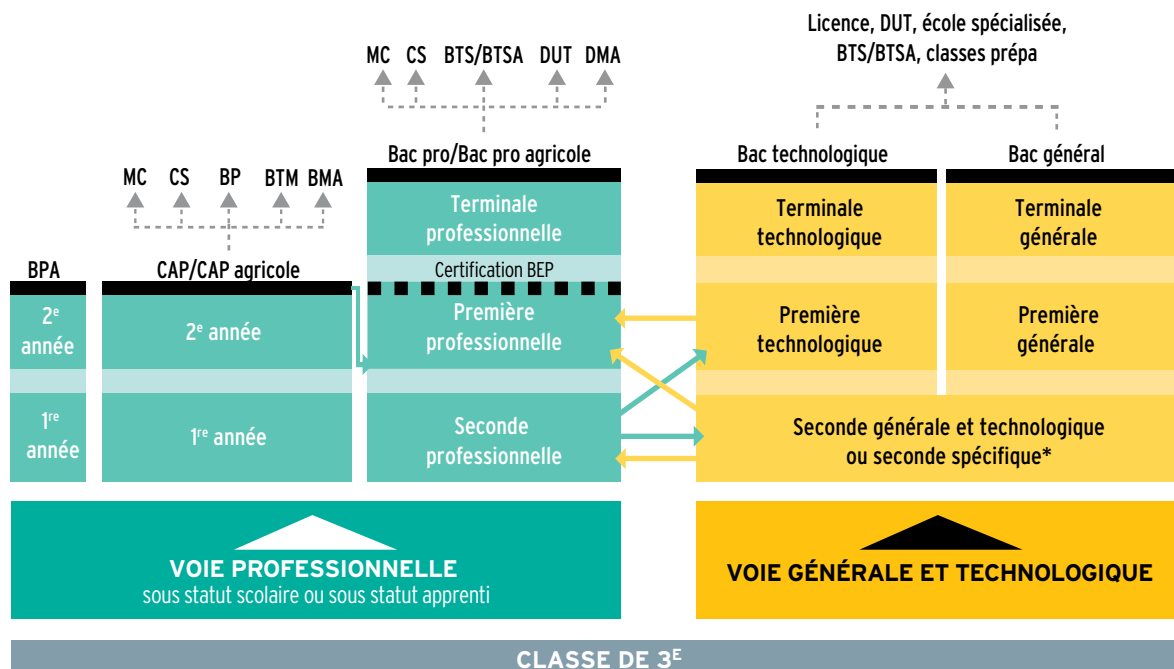 Licence, DUT, école spécialisée,
BTS/BTSA, classes prépa
MC CS BTS/BTSA DUT DMA
Bac pro/Bac pro agricole
Bac technologique
Bac général
MC CS BP BTM BMA
Terminale
professionnelle
Terminale
technologique
Terminale
générale
BPA
CAP/CAP agricole
Certification BEP
2e
année
2e année
Première
professionnelle
Première
technologique
Première
générale
1re
année
1re année
Seconde
professionnelle
Seconde générale et technologique
ou seconde spécifique*
VOIE PROFESSIONNELLE
sous statut scolaire ou sous statut apprenti
VOIE GÉNÉRALE ET TECHNOLOGIQUE
CLASSE DE 3E